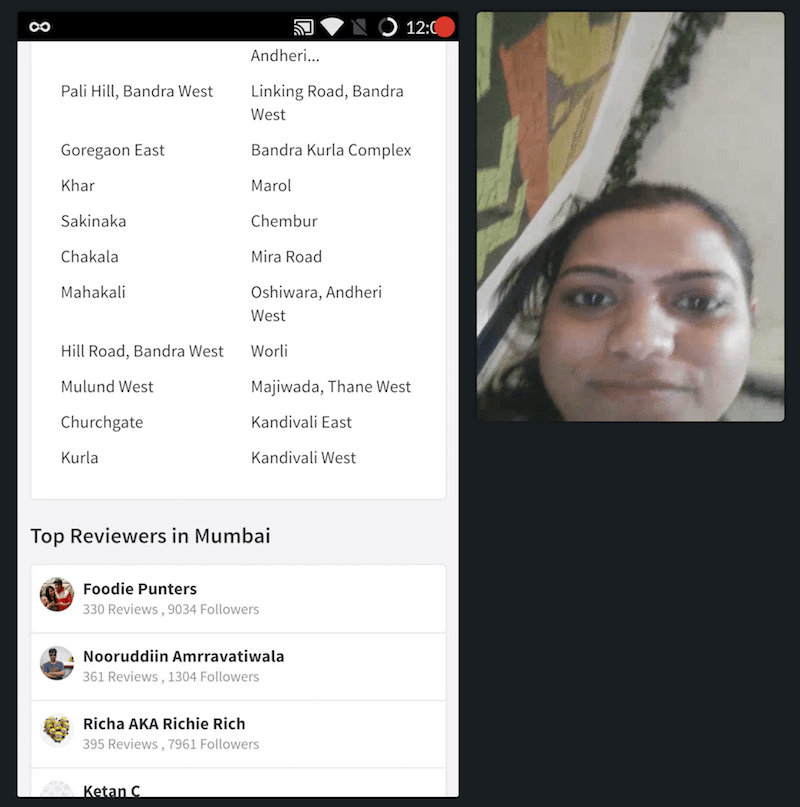 12:0
Andheri...
Pali Hill, Bandra West
Linking Road, Bandra
West
Goregaon East
Bandra Kurla Complex
Khar
Marol
Sakinaka
Chembur
Chakala
Mira Road
Mahakali
Oshiwara, Andheri
West
Hill Road, Bandra West
Worli
Mulund West
Majiwada, Thane West
Churchgate
Kandivali East
Kurla
Kandivali West
Top Reviewers in Mumbai
Foodie Punters
330 Reviews , 9034 Followers
Nooruddiin Amrravatiwala
361 Reviews , 1304 Followers
Richa AKA Richie Rich
395 Reviews , 7961 Followers
Ketan C